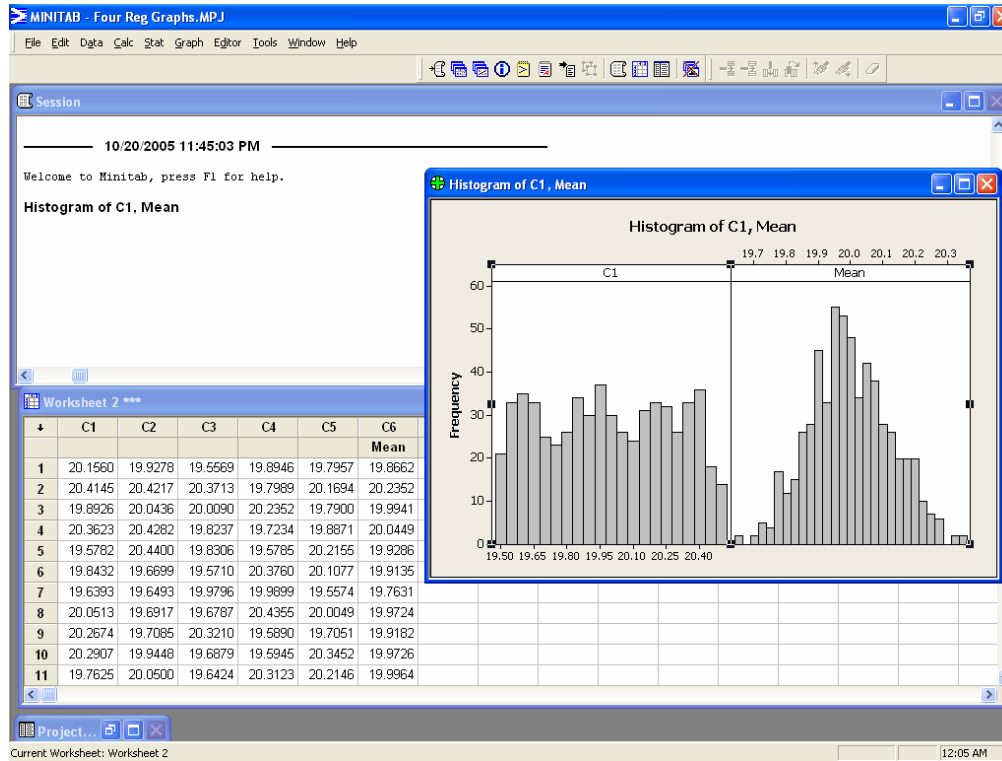 MINITAB - Four Reg Graphs.MPJ
File Edit Data Calc Stat Graph Editor Tools Window Help
Session
10/20/2005 11:45:03 PM
Welcome to Minitab, press F1 for help.
Histogram of C1, Mean
Histogram of C1, Mean
Histogram of C1, Mean
19.7 19.8 19.9 20.0 20.1 20.2 20.3
C1 Mean
60
50
40
30
20
10
0
Frequency
19.50 19.65 19.80 19.95 20.10 20.25 20.40
Worksheet 2 ***
C1 C2 C3 C4 C5 C6
Mean
1 20.1560 19.9278 19.5569 19.8946 19.7957 19.8662
2 20.4145 20.4217 20.3713 19.7989 20.1694 20.2352
3 19.8926 20.0436 20.0090 20.2352 19.7900 19.9941
4 20.3623 20.4282 19.8237 19.7234 19.8871 20.0449
5 19.5782 20.4400 19.8306 19.5785 20.2155 19.9286
6 19.8432 19.6699 19.5710 20.3760 20.1077 19.9135
7 19.6393 19.6493 19.9796 19.9899 19.5574 19.7631
8 20.0513 19.6917 19.6787 20.4355 20.0049 19.9724
9 20.2674 19.7085 20.3210 19.5890 19.7051 19.9182
10 20.2907 19.9448 19.6879 19.5945 20.3452 19.9726
11 19.7625 20.0500 19.6424 20.3123 20.2146 19.9964
Project...
Current Worksheet: Worksheet 2
12:05 AM